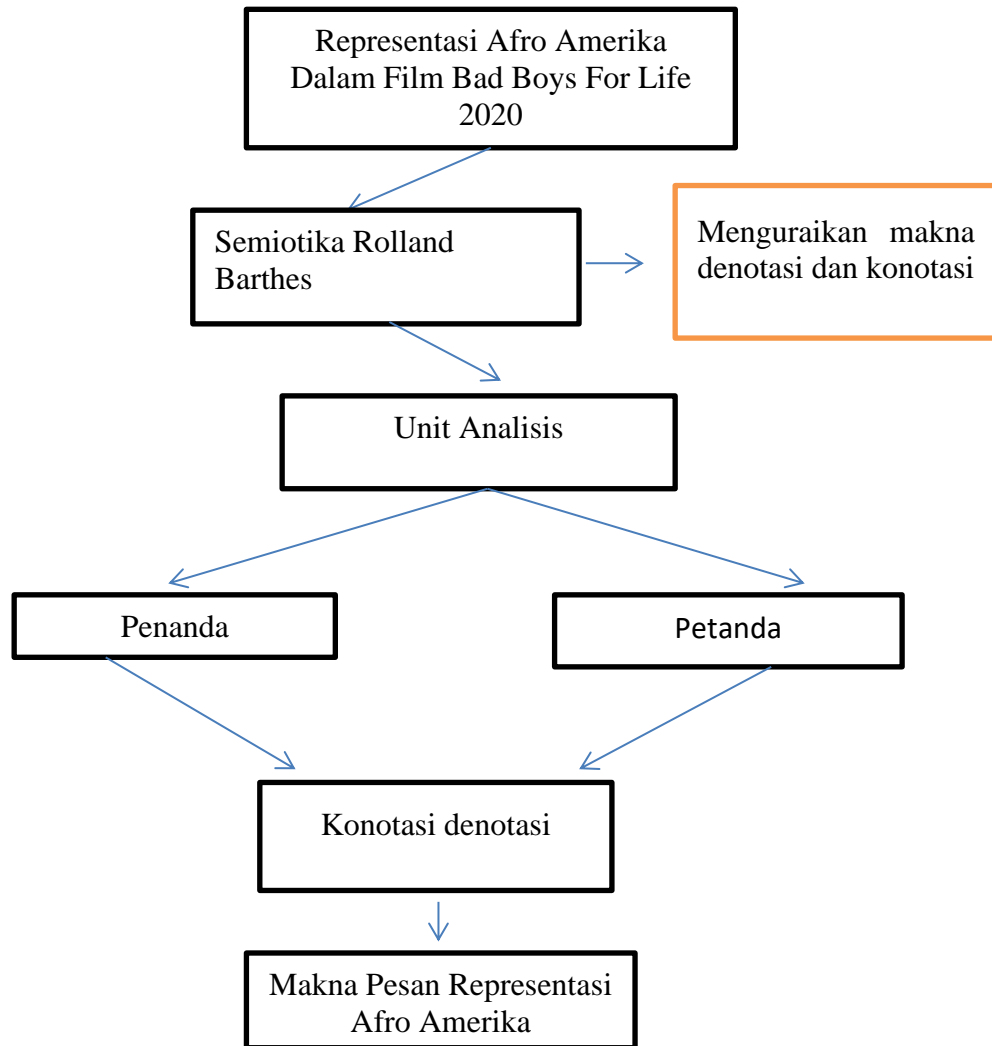 Representasi Afro Amerika
Dalam Film Bad Boys For Life
2020
Semiotika Rolland
Barthes
Menguraikan makna
denotasi dan konotasi
Unit Analisis
Penanda
Petanda
Konotasi denotasi
Makna Pesan Representasi
Afro Amerika